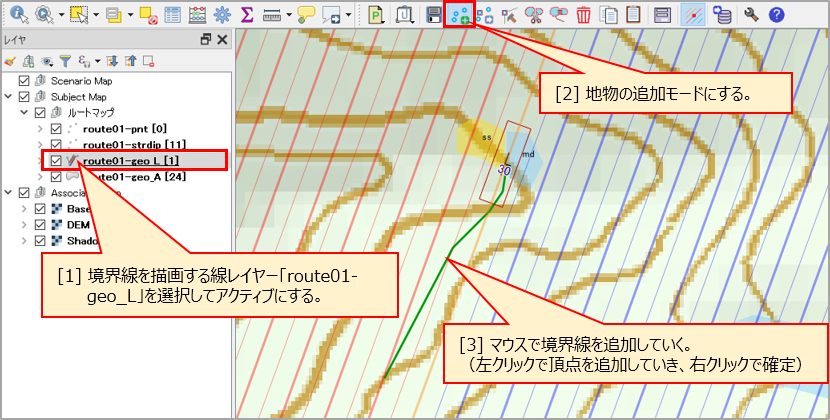 レイヤ
Scenario Map
Subject Map
ルートマップ
route01-pnt [0]
route01-strdip [11]
route01-geo_L [1]
route01-geo_A [24]
Base
DEM
Shado
[1] 境界線を描画する線レイヤー「route01-
geo_L」を選択してアクティブにする。
[2] 地物の追加モードにする。
ss
md
30
[3] マウスで境界線を追加していく。
（左クリックで頂点を追加していき、右クリックで確定）